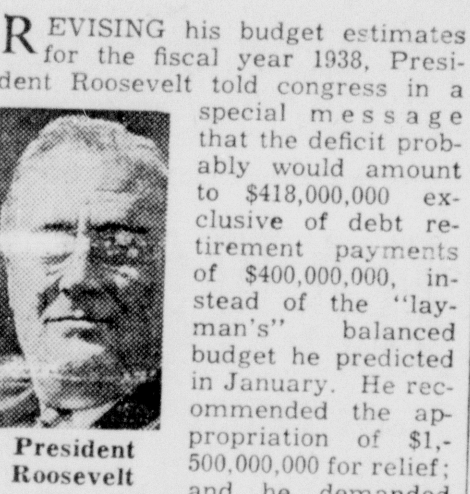 REVISING his budget estimates
for the fiscal year 1938, Presi-
dent Roosevelt told congress in a
special message
that the deficit prob-
ably would amount
to $418,000,000 ex-
clusive of debt re-
tirement payments
of $400,000,000, in-
stead of the "lay-
man's" balanced
budget he predicted
in January. He rec-
ommended the ap-
propriation of $1,-
500,000,000 for relief;
and he demanded
President
Roosevelt